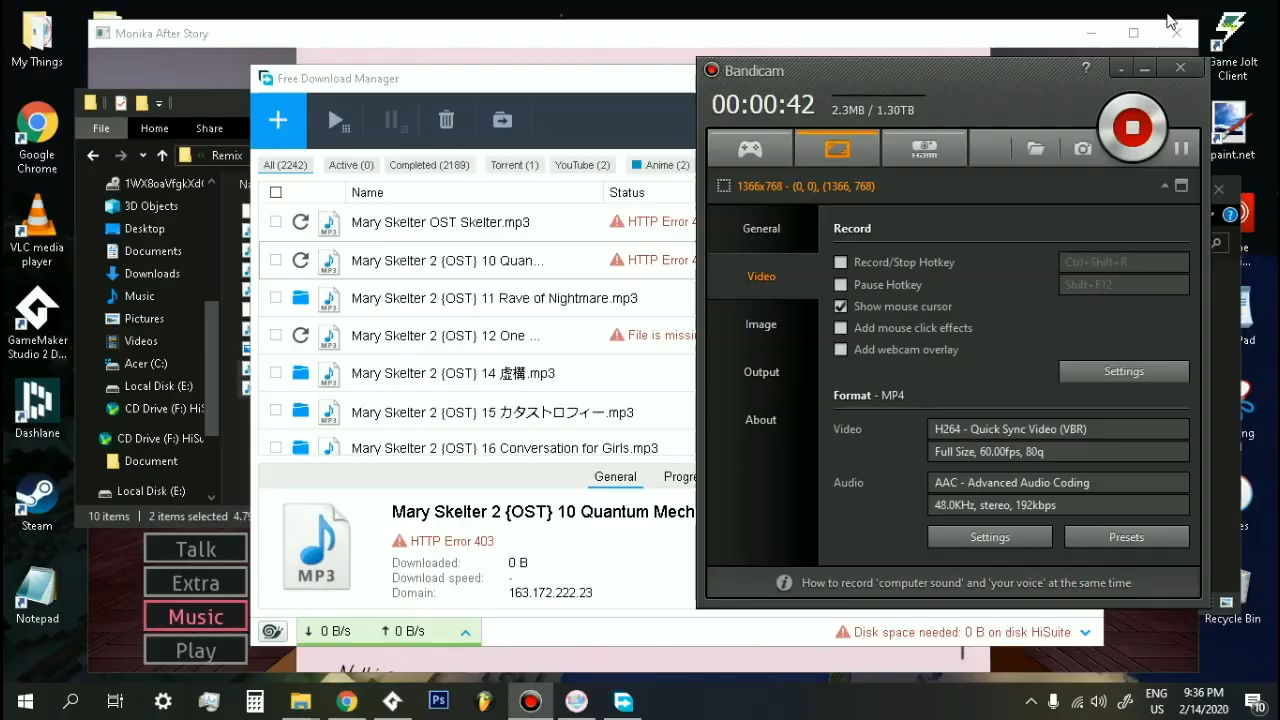 My Things
Google
Chrome
VLC media
player
GameMaker
Studio 2 D...
Dashlane
Steam
Notepad
Monika After Story
File
Home
Share
Remix
1WX8oaVfgkXd
3D Objects
Desktop
Documents
Downloads
Music
Pictures
Videos
Acer (C:)
Local Disk (E:)
CD Drive (F:) HiS
CD Drive (F:) HiSu
Document
Local Disk (E:)
10 items
2 items selected 4.79
Talk
Extra
Music
Play
Free Download Manager
All (2242)
Active (0)
Completed (2189)
Torrent (1)
YouTube (2)
Anime (2)
Name
Status
Mary Skelter OST Skelter.mp3
HTTP Error 4
Mary Skelter 2 {OST} 10 Quan...
HTTP Error 4
Mary Skelter 2 {OST} 11 Rave of Nightmare.mp3
Mary Skelter 2 {OST} 12 One ...
File is missi
Mary Skelter 2 {OST} 14 虚構.mp3
Mary Skelter 2 {OST} 15 カタストロフィー.mp3
Mary Skelter 2 {OST} 16 Conversation for Girls.mp3
General
Progre
Mary Skelter 2 {OST} 10 Quantum Mech
HTTP Error 403
Downloaded: 0 B
Download speed: -
Domain: 163.172.222.23
MP3
0 B/s
0 B/s
Disk space needed: 0 B on disk HiSuite
Bandicam
00:00:42
2.3MB / 1.30TB
HDMI
1366x768 - (0, 0), (1366, 768)
General
Video
Image
Output
About
Record
Record/Stop Hotkey
Ctrl+Shift+R
Pause Hotkey
Shift+F12
Show mouse cursor
Add mouse click effects
Add webcam overlay
Settings
Format - MP4
Video
H264 - Quick Sync Video (VBR)
Full Size, 60.00fps, 80q
Audio
AAC - Advanced Audio Coding
48.0KHz, stereo, 192kbps
Settings
Presets
How to record 'computer sound' and 'your voice' at the same time
Game Jolt
Client
paint.net
Recycle Bin
Ps
ENG
US
9:36 PM
2/14/2020
10